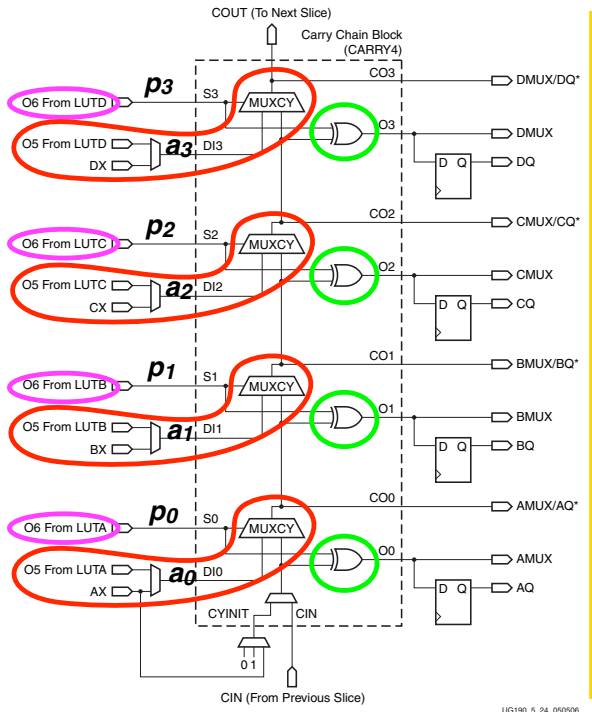 COUT (To Next Slice)
Carry Chain Block
(CARRY4)
p3
S3
CO3
DMUX/DQ*
O6 From LUTD
MUXCY
O3
DMUX
O5 From LUTD
a3
DI3
DX
D Q
DQ
p2
S2
CO2
CMUX/CQ*
O6 From LUTC
MUXCY
O2
CMUX
O5 From LUTC
a2
DI2
CX
D Q
CQ
p1
S1
CO1
BMUX/BQ*
O6 From LUTB
MUXCY
O1
BMUX
O5 From LUTB
a1
DI1
BX
D Q
BQ
p0
S0
CO0
AMUX/AQ*
O6 From LUTA
MUXCY
O0
AMUX
O5 From LUTA
a0
DI0
AX
D Q
AQ
CYINIT
CIN
0 1
CIN (From Previous Slice)
UG190_5_24_050506